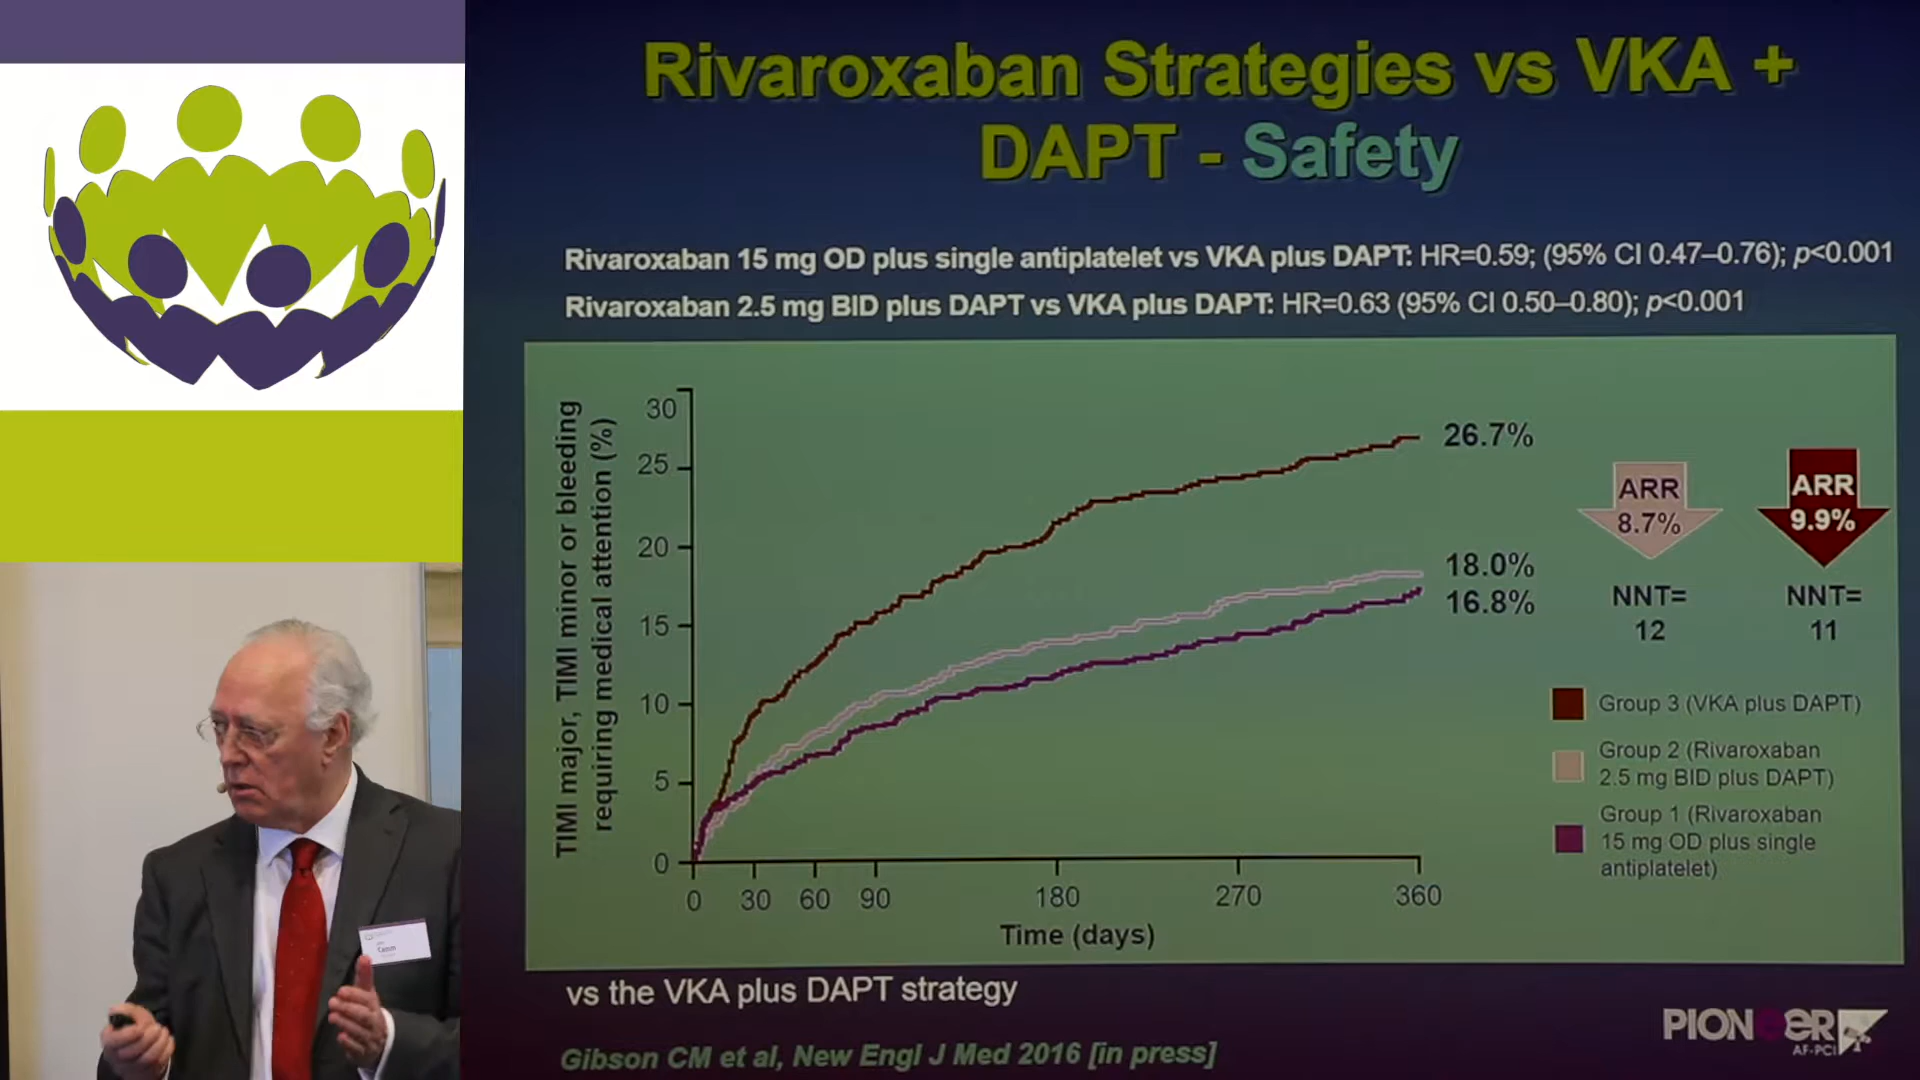 Rivaroxaban Strategies vs VKA +
DAPT - Safety
Rivaroxaban 15 mg OD plus single antiplatelet vs VKA plus DAPT: HR=0.59; (95% CI 0.47–0.76); p<0.001
Rivaroxaban 2.5 mg BID plus DAPT vs VKA plus DAPT: HR=0.63 (95% CI 0.50–0.80); p<0.001
TIMI major, TIMI minor or bleeding
requiring medical attention (%)
30
25
20
15
10
5
0
0 30 60 90 180 270 360
Time (days)
26.7%
18.0%
16.8%
ARR
8.7%
NNT=
12
ARR
9.9%
NNT=
11
Group 3 (VKA plus DAPT)
Group 2 (Rivaroxaban
2.5 mg BID plus DAPT)
Group 1 (Rivaroxaban
15 mg OD plus single
antiplatelet)
vs the VKA plus DAPT strategy
Gibson CM et al, New Engl J Med 2016 [in press]
PIONEER
AF-PCI
Camm